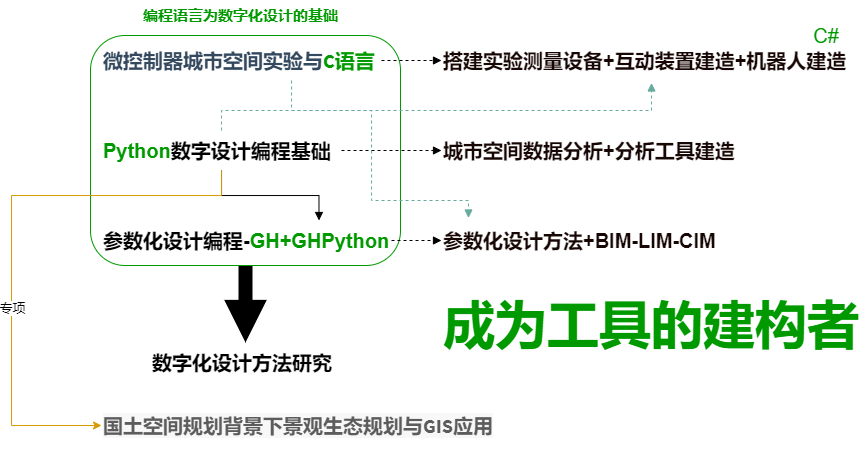 编程语言为数字化设计的基础
C#
微控制器城市空间实验与C语言
搭建实验测量设备+互动装置建造+机器人建造
Python数字设计编程基础
城市空间数据分析+分析工具建造
参数化设计编程-GH+GHPython
参数化设计方法+BIM-LIM-CIM
专项
成为工具的建构者
数字化设计方法研究
国土空间规划背景下景观生态规划与GIS应用